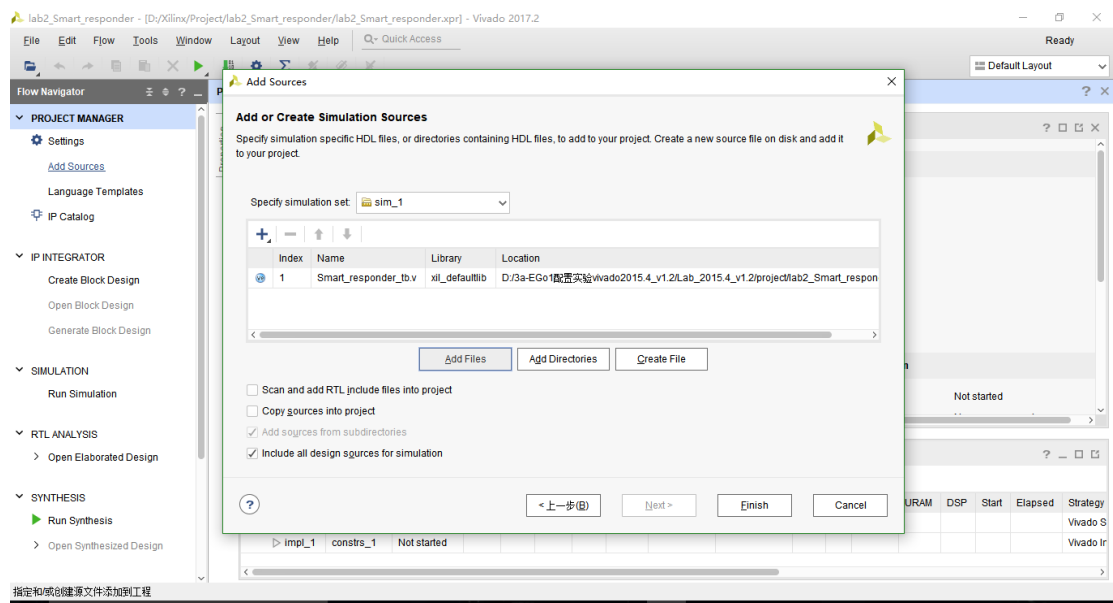 lab2_Smart_responder - [D:/Xilinx/Project/lab2_Smart_responder/lab2_Smart_responder.xpr] - Vivado 2017.2
File Edit Flow Tools Window Layout View Help Quick Access Ready
Default Layout
Flow Navigator
PROJECT MANAGER
Settings
Add Sources
Language Templates
IP Catalog
IP INTEGRATOR
Create Block Design
Open Block Design
Generate Block Design
SIMULATION
Run Simulation
RTL ANALYSIS
Open Elaborated Design
SYNTHESIS
Run Synthesis
Open Synthesized Design
Add Sources
Add or Create Simulation Sources
Specify simulation specific HDL files, or directories containing HDL files, to add to your project. Create a new source file on disk and add it
to your project.
Specify simulation set: sim_1
Index Name Library Location
1 Smart_responder_tb.v xil_defaultlib D:/3a-EGo1配置实验vivado2015.4_v1.2/Lab_2015.4_v1.2/project/lab2_Smart_respon
Add Files Add Directories Create File
Scan and add RTL include files into project
Copy sources into project
Add sources from subdirectories
Include all design sources for simulation
<上一步(B) Next> Finish Cancel
Not started
URAM DSP Start Elapsed Strategy
Vivado S
impl_1 constrs_1 Not started Vivado Ir
指定和/或创建源文件添加到工程